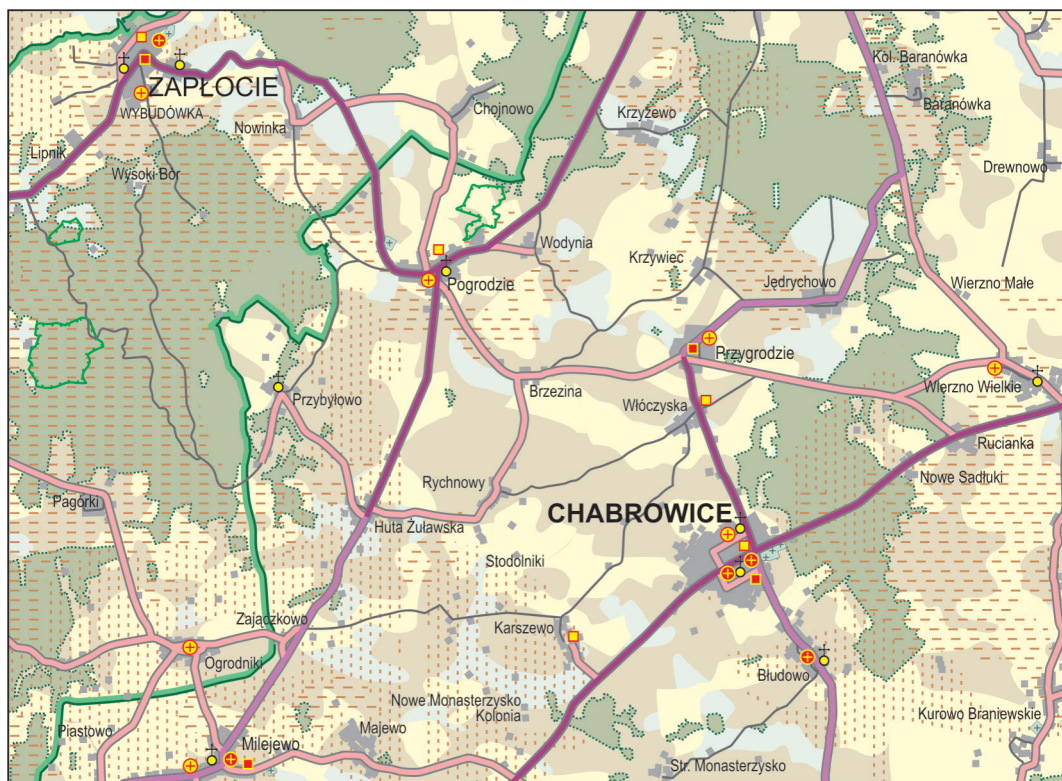 Kol. Baranówka
ZAPŁOCIE
Baranówka
WYBUDÓWKA
Chojnowo
Krzyżewo
Nowinka
Lipnik
Drewnowo
Wysoki Bór
Wodynia
Pogrodzie
Krzywiec
Jędrychowo
Wierzno Małe
Przygrodzie
Wierzno Wielkie
Brzezina
Przybyłowo
Włóczyska
Rucianka
Rychnowy
Nowe Sadłuki
Pagórki
CHABROWICE
Huta Żuławska
Stodolniki
Zajączkowo
Karszewo
Ogrodniki
Błudowo
Nowe Monasterzysko
Kolonia
Kurowo Braniewskie
Piastowo
Majewo
Milejewo
Str. Monasterzysko